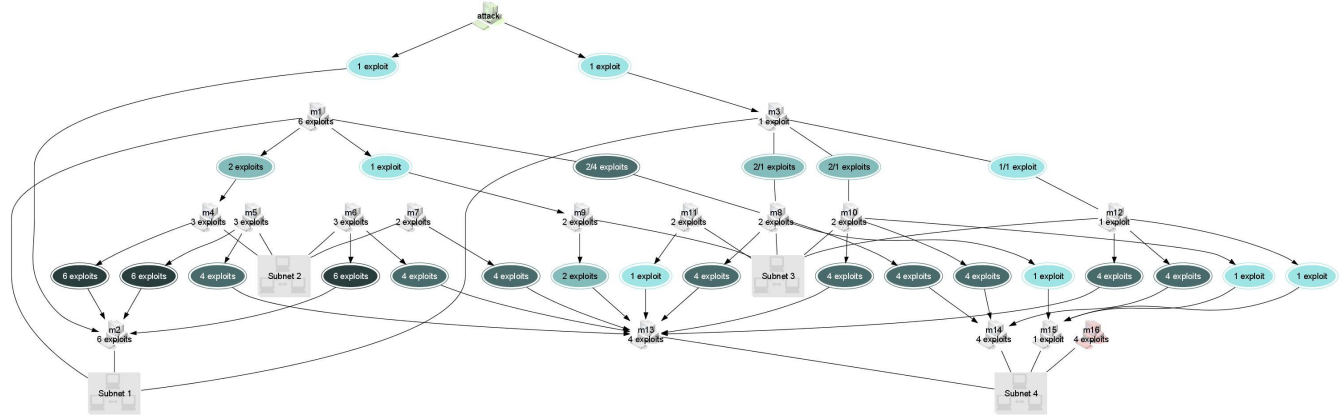 attack
1 exploit
1 exploit
m1
6 exploits
m3
1 exploit
2 exploits
1 exploit
2/4 exploits
2/1 exploits
2/1 exploits
1/1 exploit
m4
3 exploits
m5
3 exploits
m6
3 exploits
m7
2 exploits
m9
2 exploits
m11
2 exploits
m8
2 exploits
m10
2 exploits
m12
1 exploit
6 exploits
6 exploits
4 exploits
Subnet 2
6 exploits
4 exploits
4 exploits
2 exploits
1 exploit
4 exploits
Subnet 3
4 exploits
4 exploits
4 exploits
1 exploit
4 exploits
4 exploits
1 exploit
1 exploit
m2
6 exploits
m13
4 exploits
m14
4 exploits
m15
1 exploit
m16
4 exploits
Subnet 1
Subnet 4